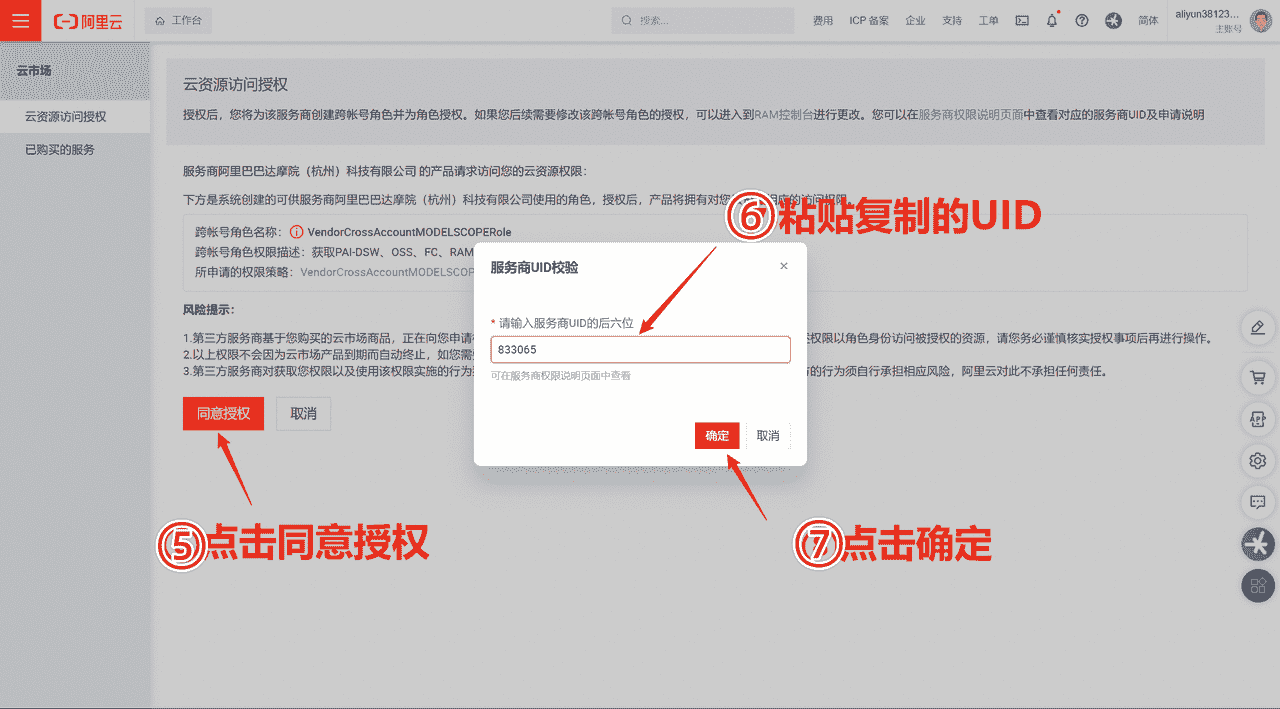 阿里云
工作台
搜索...
费用
ICP 备案
企业
支持
工单
简体
aliyun38123...
主账号
云市场
云资源访问授权
已购买的服务
云资源访问授权
授权后，您将为该服务商创建跨帐号角色并为角色授权。如果您后续需要修改该跨帐号角色的授权，可以进入到RAM控制台进行更改。您可以在服务商权限说明页面中查看对应的服务商UID及申请说明
服务商阿里巴巴达摩院（杭州）科技有限公司 的产品请求访问您的云资源权限：
下方是系统创建的可供服务商阿里巴巴达摩院（杭州）科技有限公司使用的角色，授权后，产品将拥有对您 相应的访问权限。
⑥粘贴复制的UID
跨帐号角色名称： VendorCrossAccountMODELSCOPERole
跨帐号角色权限描述：获取PAI-DSW、OSS、FC、RAM
所申请的权限策略：VendorCrossAccountMODELSCOP
服务商UID校验
* 请输入服务商UID的后六位
833065
可在服务商权限说明页面中查看
确定
取消
风险提示：
1.第三方服务商基于您购买的云市场商品，正在向您申请 述权限以角色身份访问被授权的资源，请您务必谨慎核实授权事项后再进行操作。
2.以上权限不会因为云市场产品到期而自动终止，如您需
3.第三方服务商对获取您权限以及使用该权限实施的行为 的行为须自行承担相应风险，阿里云对此不承担任何责任。
同意授权
取消
⑤点击同意授权
⑦点击确定